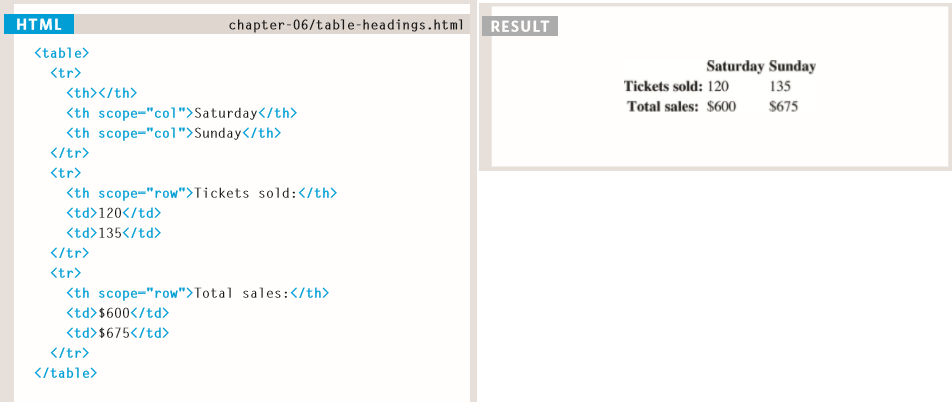 HTML
chapter-06/table-headings.html
<table>
<tr>
<th></th>
<th scope="col">Saturday</th>
<th scope="col">Sunday</th>
</tr>
<tr>
<th scope="row">Tickets sold:</th>
<td>120</td>
<td>135</td>
</tr>
<tr>
<th scope="row">Total sales:</th>
<td>$600</td>
<td>$675</td>
</tr>
</table>
RESULT
Saturday Sunday
Tickets sold: 120 135
Total sales: $600 $675